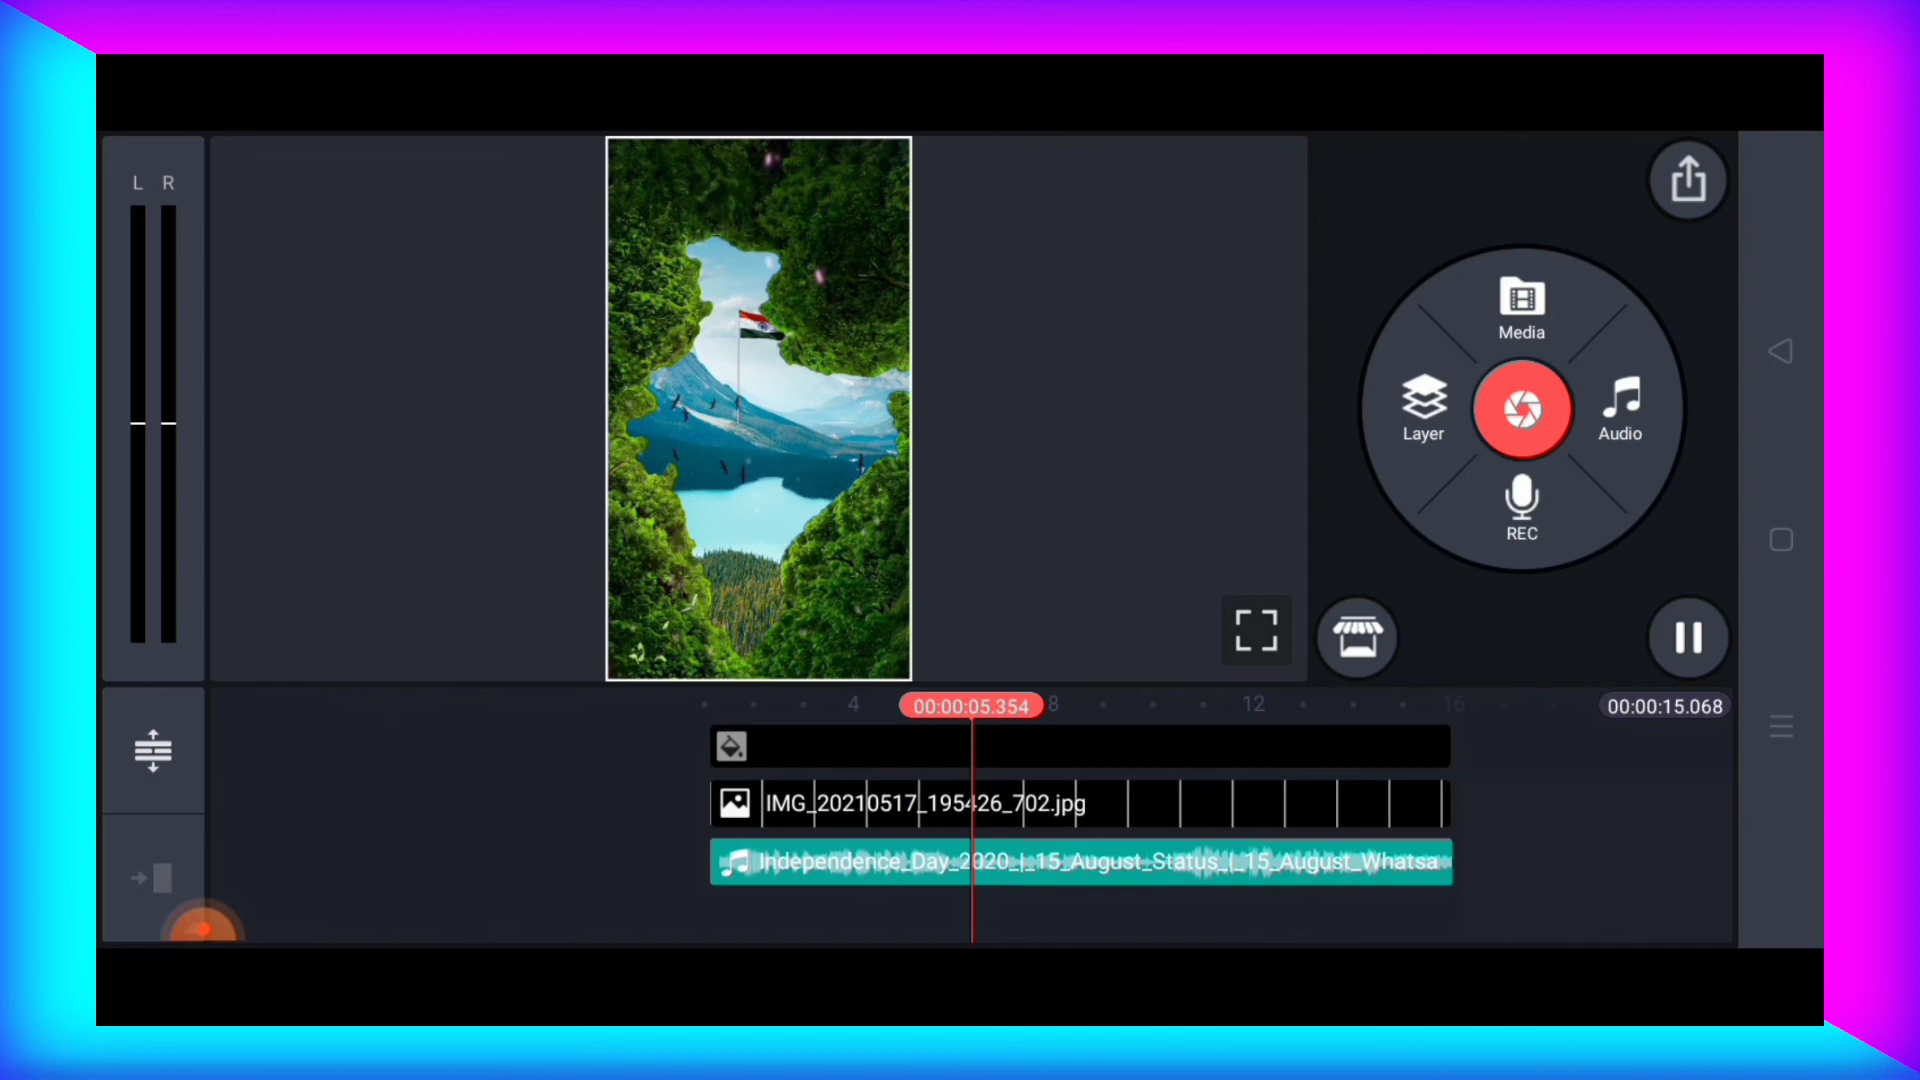 L R
Media
Layer
Audio
REC
4
00:00:05.354
8
12
16
00:00:15.068
IMG_20210517_195426_702.jpg
Independence_Day_2020_|_15_August_Status_|_15_August_Whatsa